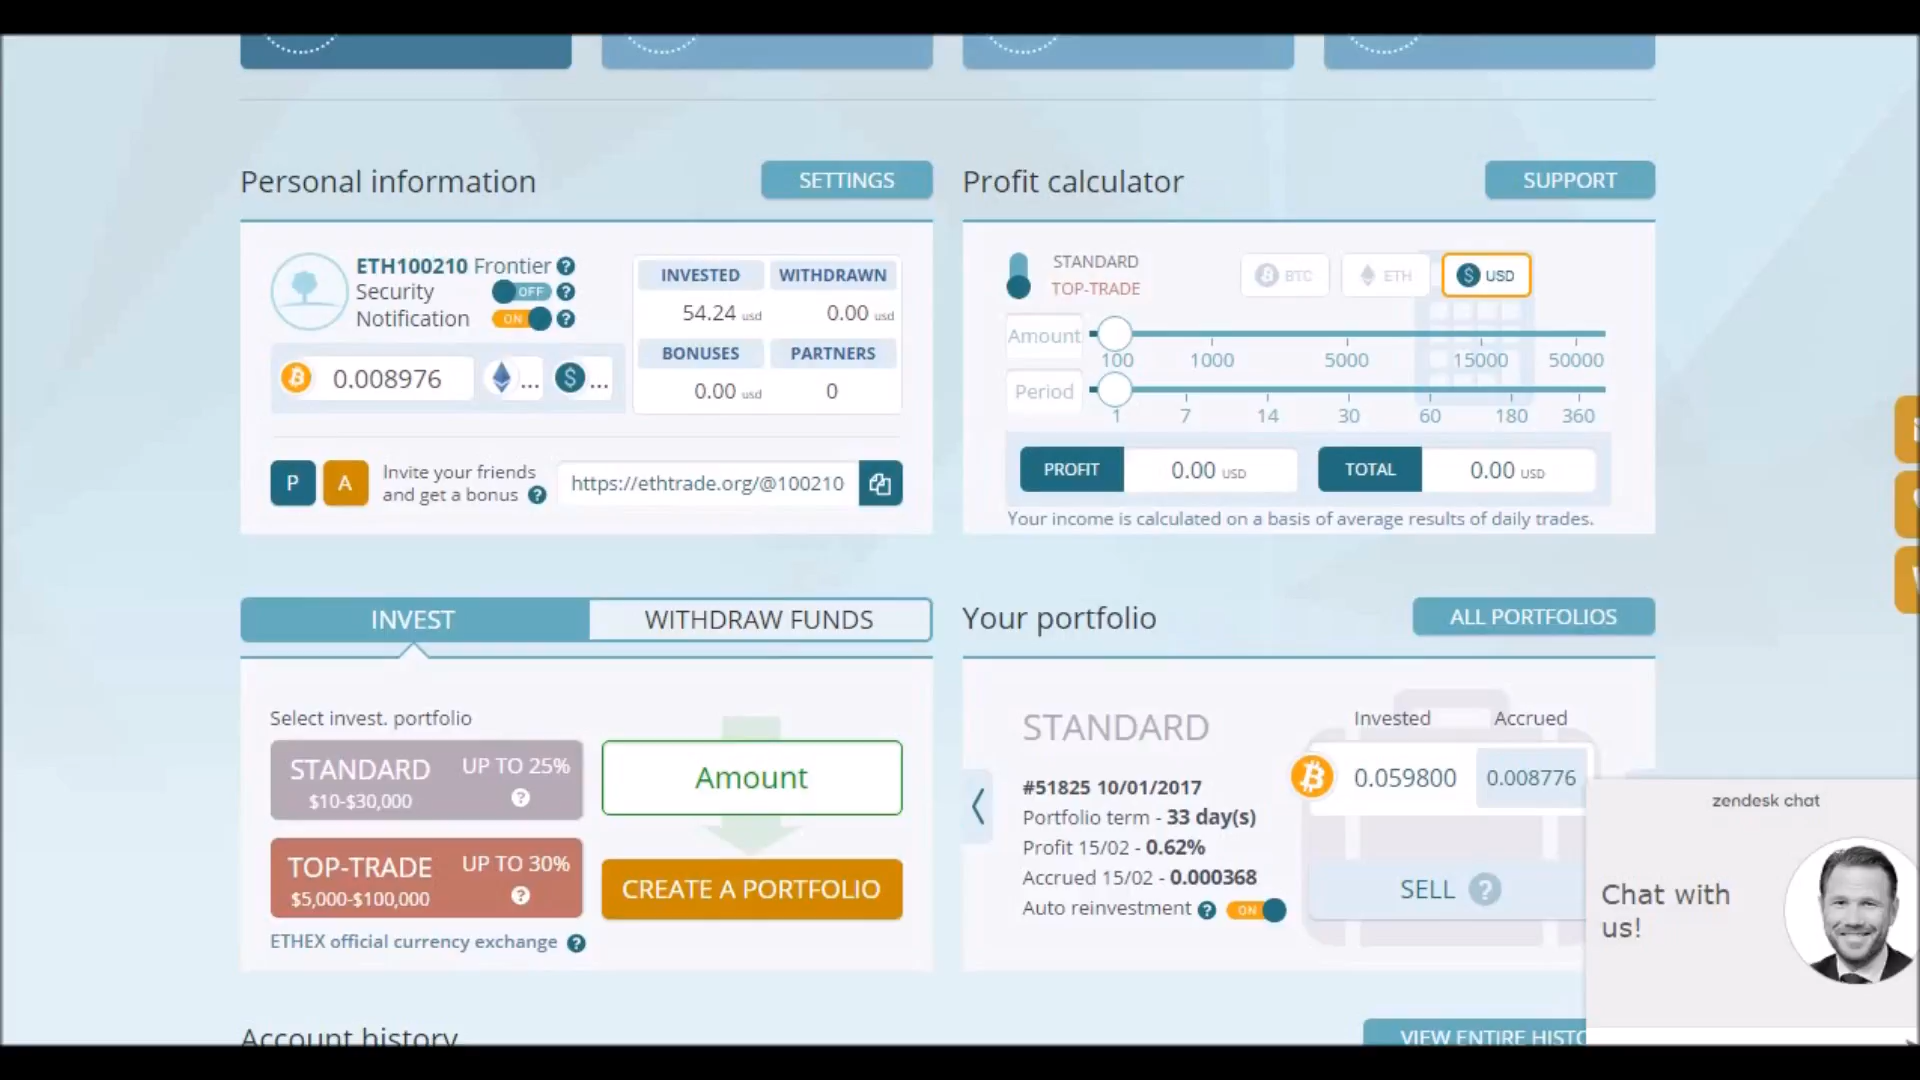 Personal information
SETTINGS
ETH100210 Frontier ?
Security OFF ?
Notification ON ?
0.008976 ... $ ...
INVESTED WITHDRAWN
54.24 usd 0.00 usd
BONUSES PARTNERS
0.00 usd 0
P A
Invite your friends
and get a bonus ?
https://ethtrade.org/@100210
Profit calculator
SUPPORT
STANDARD
TOP-TRADE
BTC ETH $ USD
Amount
100 1000 5000 15000 50000
Period
1 7 14 30 60 180 360
PROFIT 0.00 USD TOTAL 0.00 USD
Your income is calculated on a basis of average results of daily trades.
INVEST WITHDRAW FUNDS
Select invest. portfolio
STANDARD UP TO 25%
$10-$30,000 ?
TOP-TRADE UP TO 30%
$5,000-$100,000 ?
ETHEX official currency exchange ?
Amount
CREATE A PORTFOLIO
Your portfolio
ALL PORTFOLIOS
STANDARD
#51825 10/01/2017
Portfolio term - 33 day(s)
Profit 15/02 - 0.62%
Accrued 15/02 - 0.000368
Auto reinvestment ? ON
Invested Accrued
0.059800 0.008776
SELL ?
zendesk chat
Chat with
us!
Account history
VIEW ENTIRE HISTO